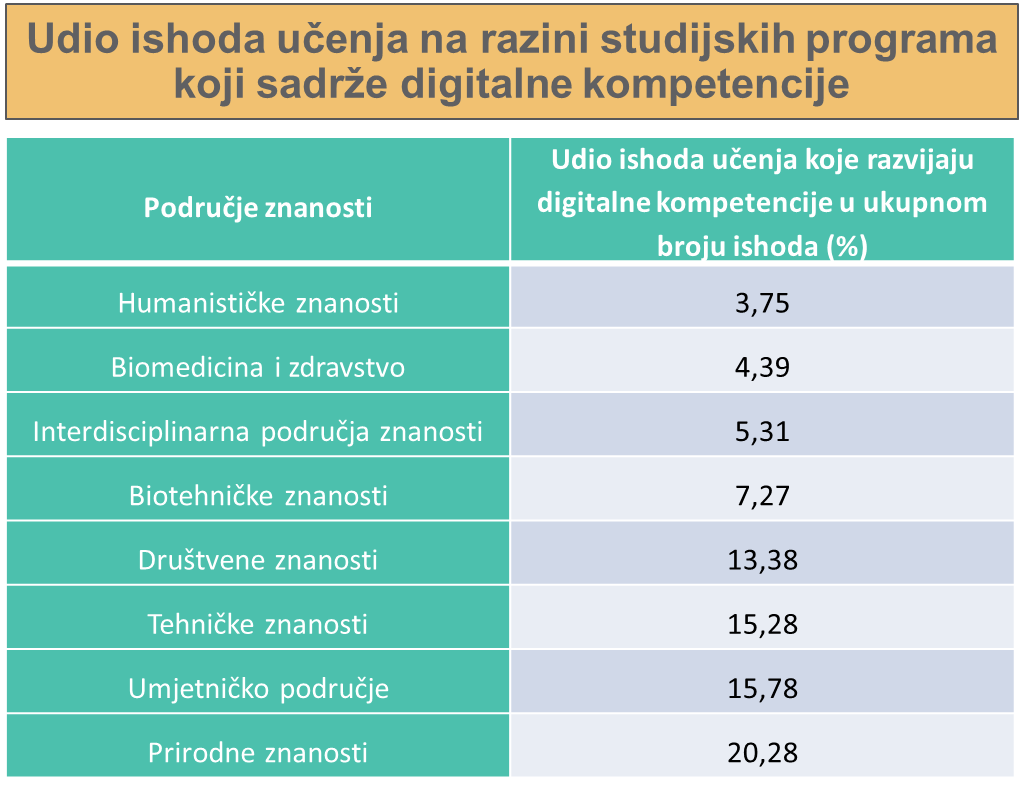 Udio ishoda učenja na razini studijskih programa
koji sadrže digitalne kompetencije
Područje znanosti
Udio ishoda učenja koje razvijaju
digitalne kompetencije u ukupnom
broju ishoda (%)
Humanističke znanosti
3,75
Biomedicina i zdravstvo
4,39
Interdisciplinarna područja znanosti
5,31
Biotehničke znanosti
7,27
Društvene znanosti
13,38
Tehničke znanosti
15,28
Umjetničko područje
15,78
Prirodne znanosti
20,28